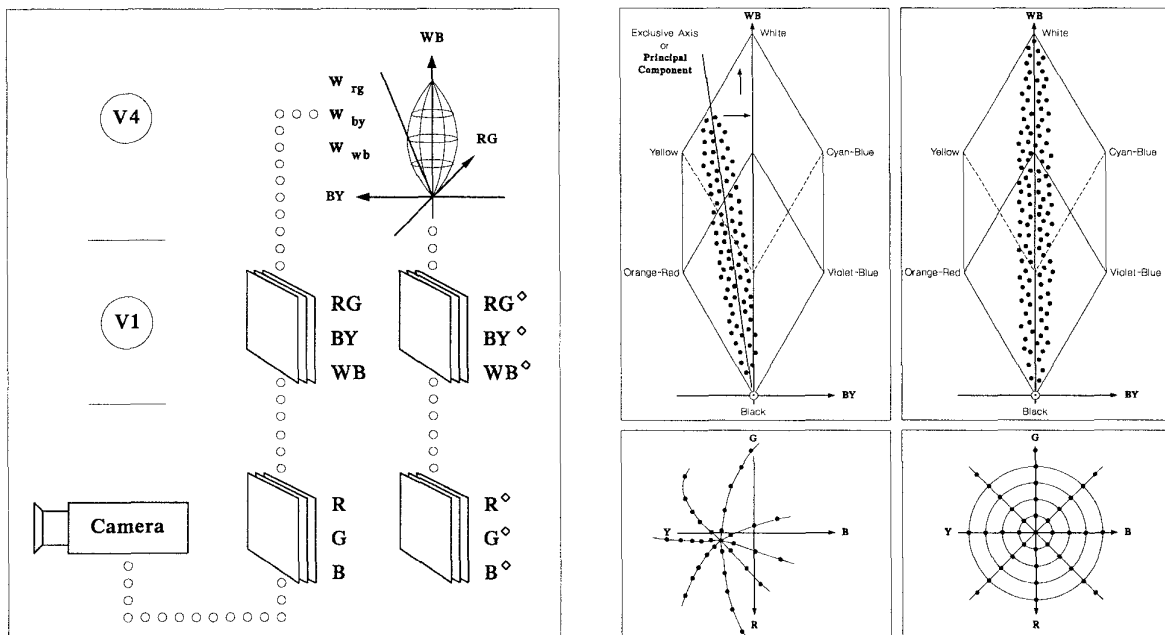 WB
W rg
V4
W by
RG
W wb
BY
RG RG◇
V1
BY BY◇
WB WB◇
R R◇
Camera
G G◇
B B◇
WB
White
Exclusive Axis
or
Principal
Component
Yellow
Cyan-Blue
Orange-Red
Violet-Blue
BY
Black
WB
White
Yellow
Cyan-Blue
Orange-Red
Violet-Blue
BY
Black
G
Y
B
R
G
Y
B
R